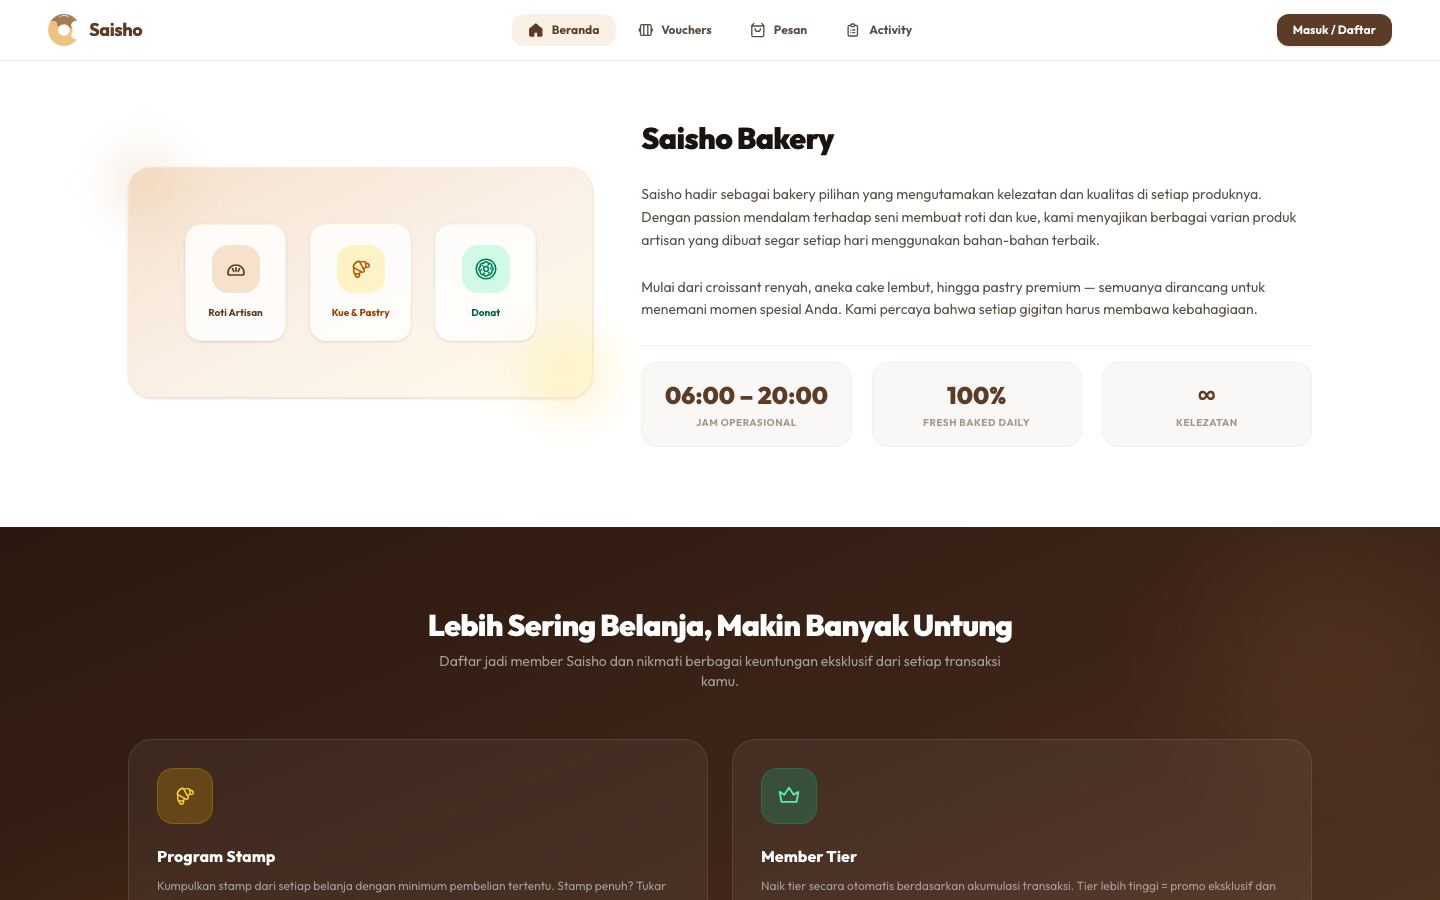 Saisho
Beranda
Vouchers
Pesan
Activity
Masuk / Daftar
Roti Artisan
Kue & Pastry
Donat
Saisho Bakery
Saisho hadir sebagai bakery pilihan yang mengutamakan kelezatan dan kualitas di setiap produknya.
Dengan passion mendalam terhadap seni membuat roti dan kue, kami menyajikan berbagai varian produk
artisan yang dibuat segar setiap hari menggunakan bahan-bahan terbaik.
Mulai dari croissant renyah, aneka cake lembut, hingga pastry premium — semuanya dirancang untuk
menemani momen spesial Anda. Kami percaya bahwa setiap gigitan harus membawa kebahagiaan.
06:00 – 20:00
JAM OPERASIONAL
100%
FRESH BAKED DAILY
∞
KELEZATAN
Lebih Sering Belanja, Makin Banyak Untung
Daftar jadi member Saisho dan nikmati berbagai keuntungan eksklusif dari setiap transaksi
kamu.
Program Stamp
Kumpulkan stamp dari setiap belanja dengan minimum pembelian tertentu. Stamp penuh? Tukar
Member Tier
Naik tier secara otomatis berdasarkan akumulasi transaksi. Tier lebih tinggi = promo eksklusif dan